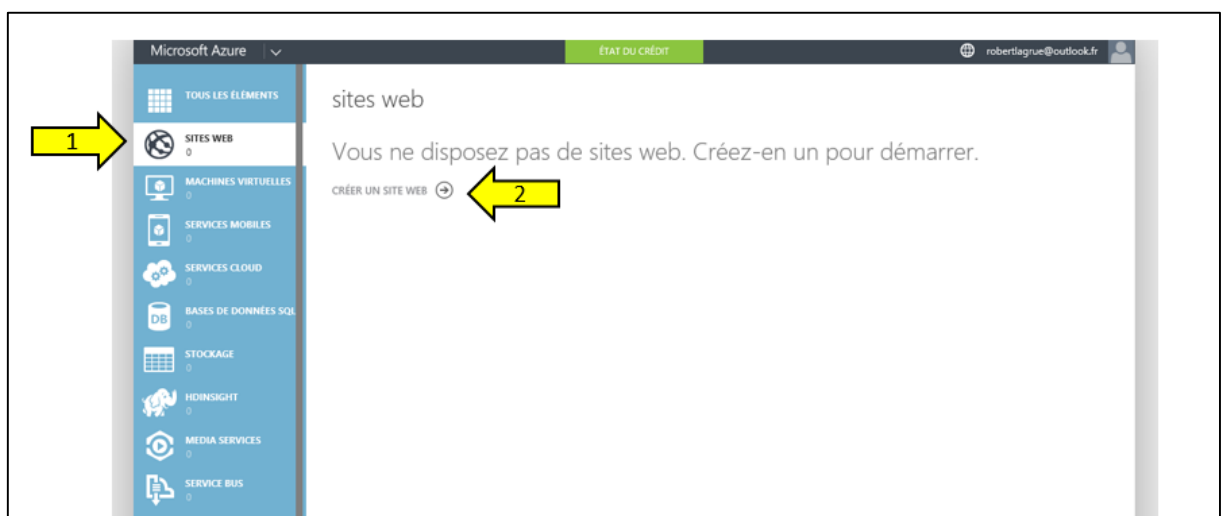 Microsoft Azure
ÉTAT DU CRÉDIT
robertlagrue@outlook.fr
TOUS LES ÉLÉMENTS
1
SITES WEB
0
MACHINES VIRTUELLES
0
SERVICES MOBILES
0
SERVICES CLOUD
0
DB
BASES DE DONNÉES SQL
0
STOCKAGE
0
HDINSIGHT
0
MEDIA SERVICES
0
SERVICE BUS
0
sites web
Vous ne disposez pas de sites web. Créez-en un pour démarrer.
CRÉER UN SITE WEB
2